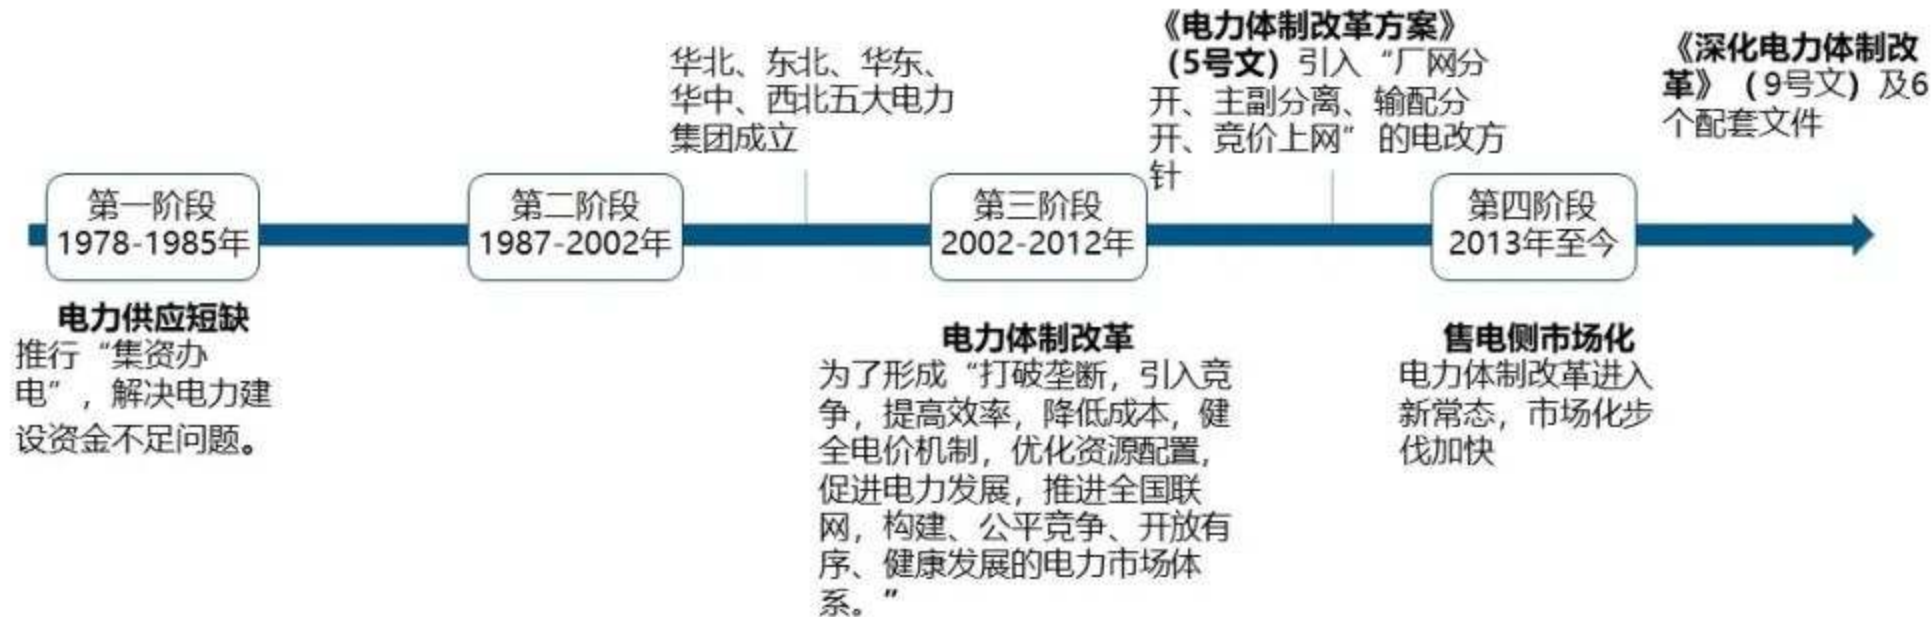 华北、东北、华东、
华中、西北五大电力
集团成立
《电力体制改革方案》
（5号文）引入“厂网分
开、主副分离、输配分
开、竞价上网”的电改方
针
《深化电力体制改
革》（9号文）及6
个配套文件
第一阶段
1978-1985年
第二阶段
1987-2002年
第三阶段
2002-2012年
第四阶段
2013年至今
电力供应短缺
推行“集资办
电”，解决电力建
设资金不足问题。
电力体制改革
为了形成“打破垄断，引入竞
争，提高效率，降低成本，健
全电价机制，优化资源配置，
促进电力发展，推进全国联
网，构建、公平竞争、开放有
序、健康发展的电力市场体
系。”
售电侧市场化
电力体制改革进入
新常态，市场化步
伐加快